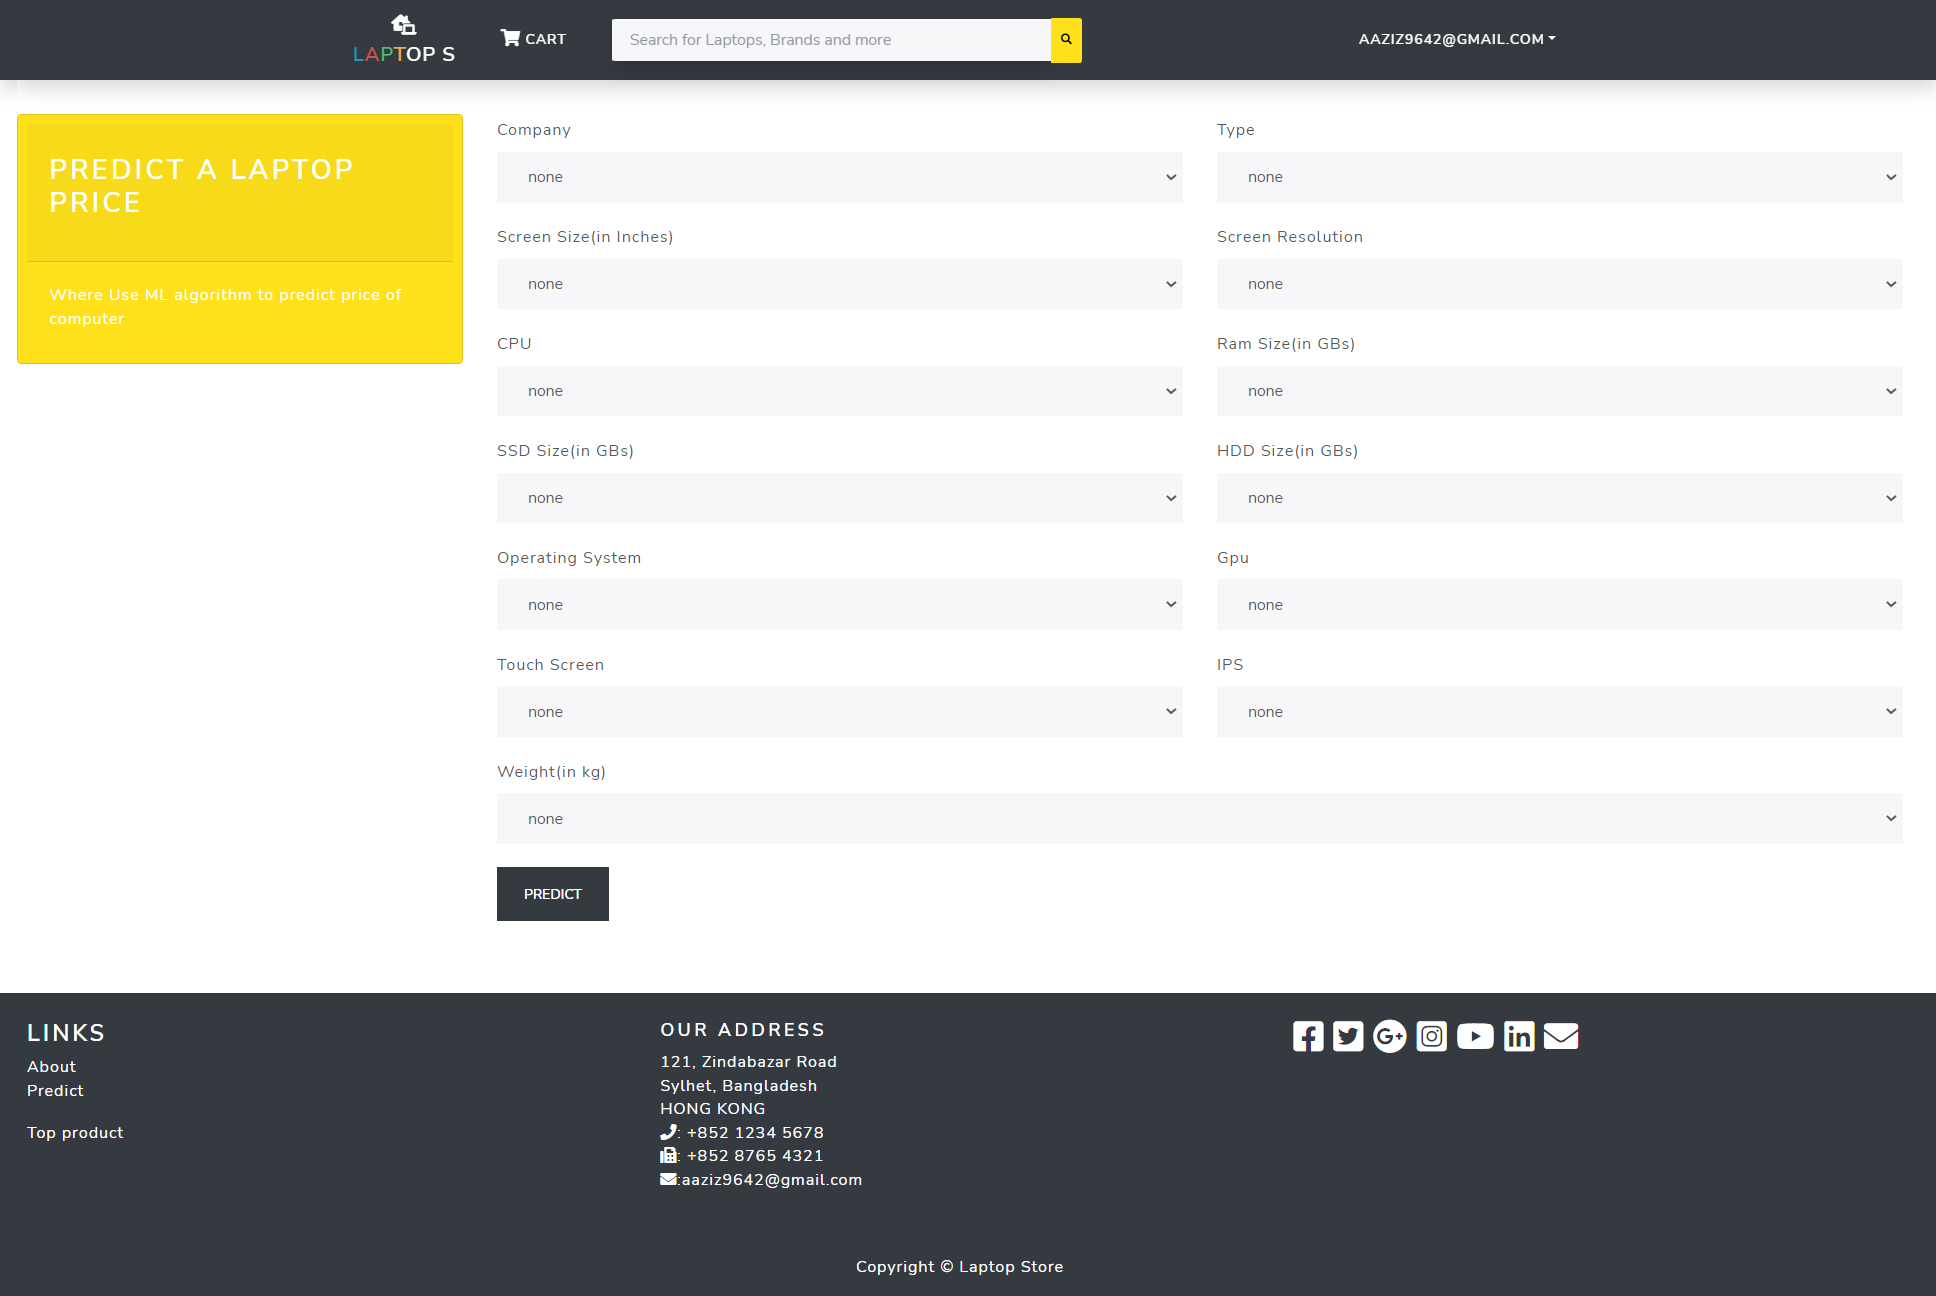 LAPTOP S
CART
Search for Laptops, Brands and more
AAZIZ9642@GMAIL.COM
PREDICT A LAPTOP
PRICE
Where Use ML algorithm to predict price of
computer
Company
none
Type
none
Screen Size(in Inches)
none
Screen Resolution
none
CPU
none
Ram Size(in GBs)
none
SSD Size(in GBs)
none
HDD Size(in GBs)
none
Operating System
none
Gpu
none
Touch Screen
none
IPS
none
Weight(in kg)
none
PREDICT
LINKS
About
Predict
Top product
OUR ADDRESS
121, Zindabazar Road
Sylhet, Bangladesh
HONG KONG
: +852 1234 5678
: +852 8765 4321
:aaziz9642@gmail.com
Copyright © Laptop Store